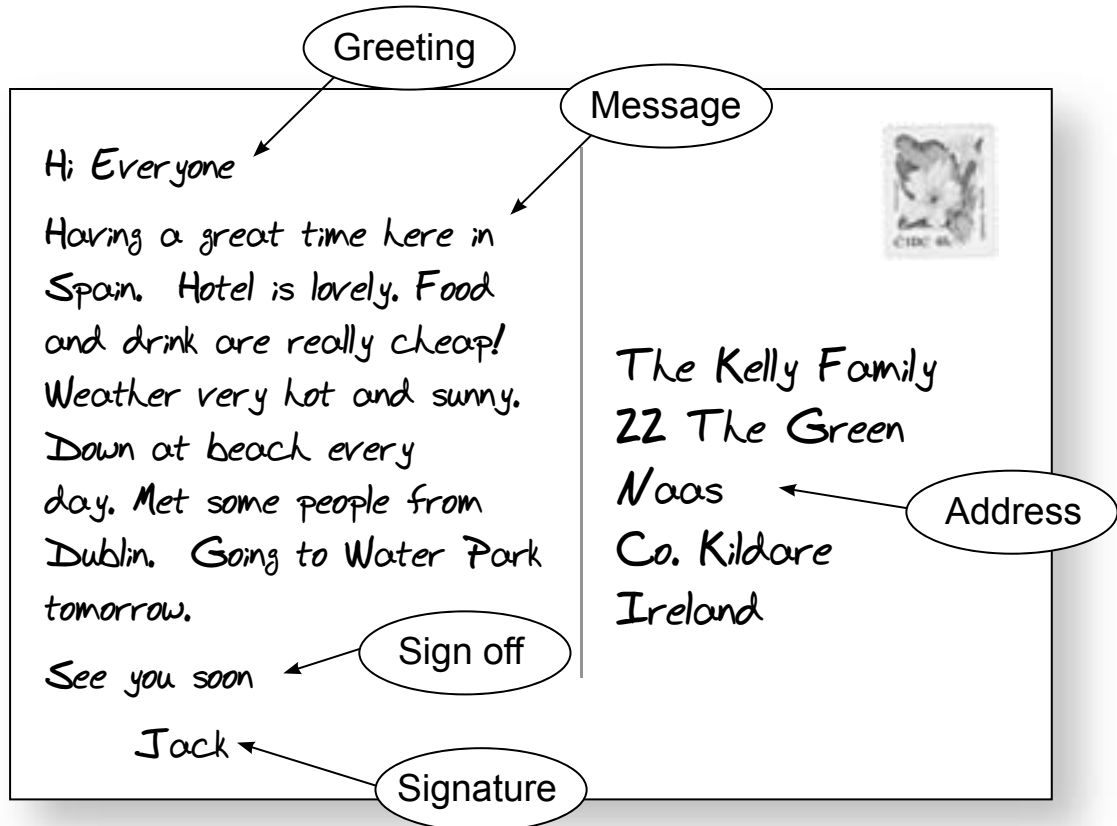 Greeting
Message
Hi Everyone
Having a great time here in
Spain. Hotel is lovely. Food
and drink are really cheap!
Weather very hot and sunny.
Down at beach every
day. Met some people from
Dublin. Going to Water Park
tomorrow.
See you soon
Jack
Sign off
Signature
The Kelly Family
22 The Green
Naas
Co. Kildare
Ireland
Address